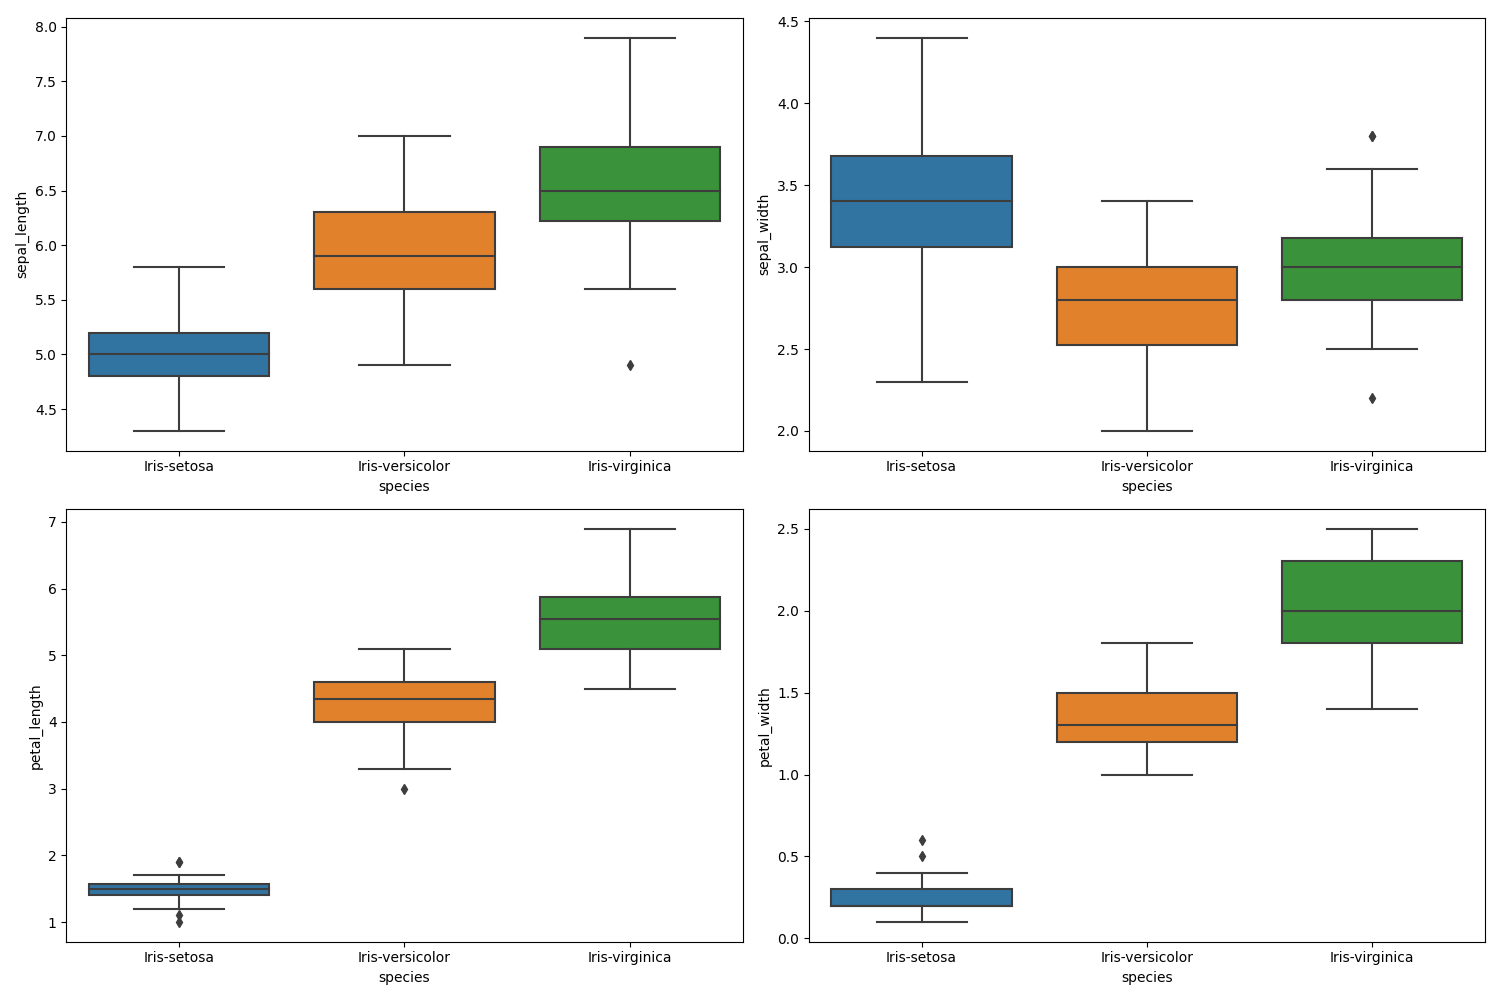 sepal_length
8.0
7.5
7.0
6.5
6.0
5.5
5.0
4.5
Iris-setosa Iris-versicolor Iris-virginica
species
sepal_width
4.5
4.0
3.5
3.0
2.5
2.0
Iris-setosa Iris-versicolor Iris-virginica
species
petal_length
7
6
5
4
3
2
1
Iris-setosa Iris-versicolor Iris-virginica
species
petal_width
2.5
2.0
1.5
1.0
0.5
0.0
Iris-setosa Iris-versicolor Iris-virginica
species